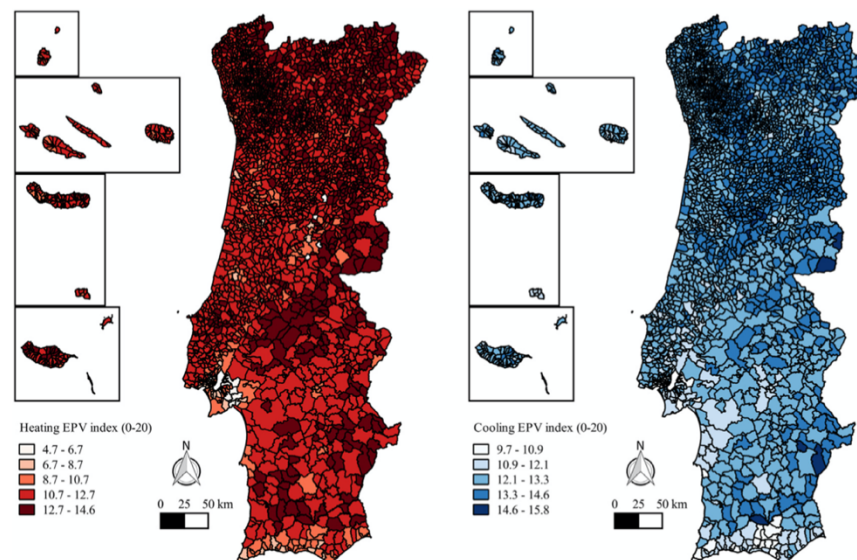 Heating EPV index (0-20)
4.7 - 6.7
6.7 - 8.7
8.7 - 10.7
10.7 - 12.7
12.7 - 14.6
N
0 25 50 km
Cooling EPV index (0-20)
9.7 - 10.9
10.9 - 12.1
12.1 - 13.3
13.3 - 14.6
14.6 - 15.8
N
0 25 50 km